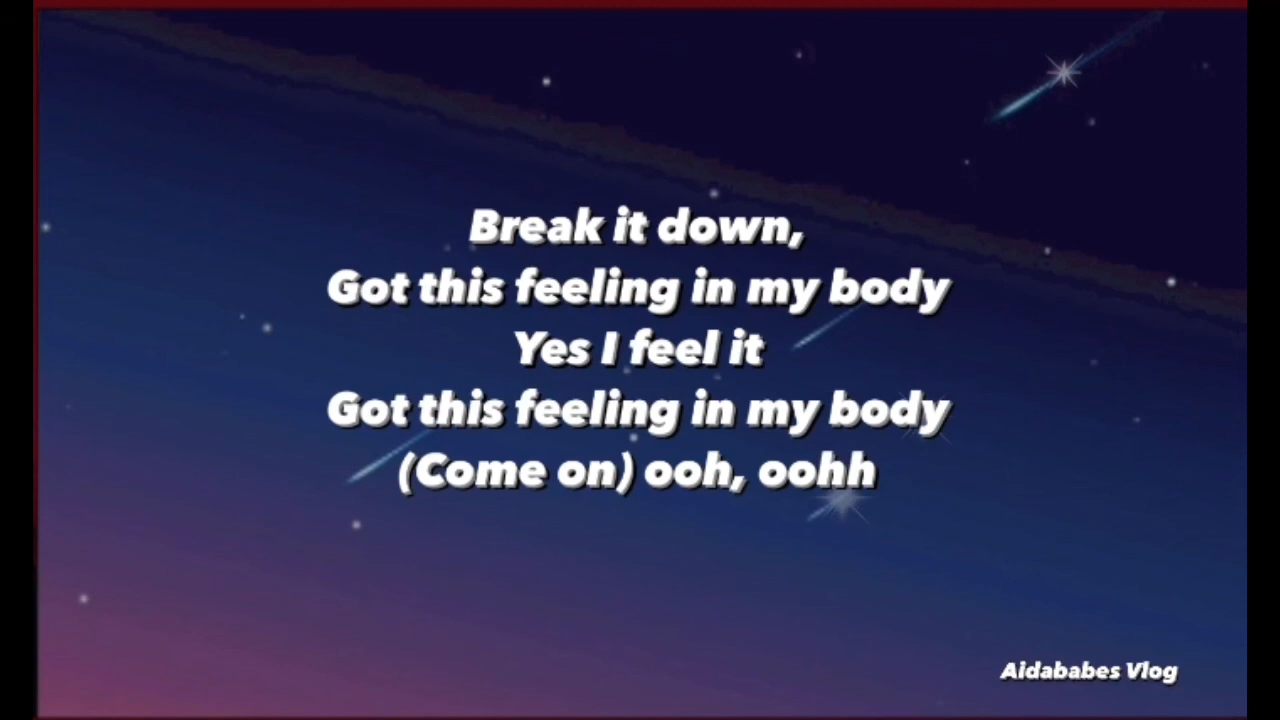 Break it down,
Got this feeling in my body
Yes I feel it
Got this feeling in my body
(Come on) ooh, oohh
Aidababes Vlog